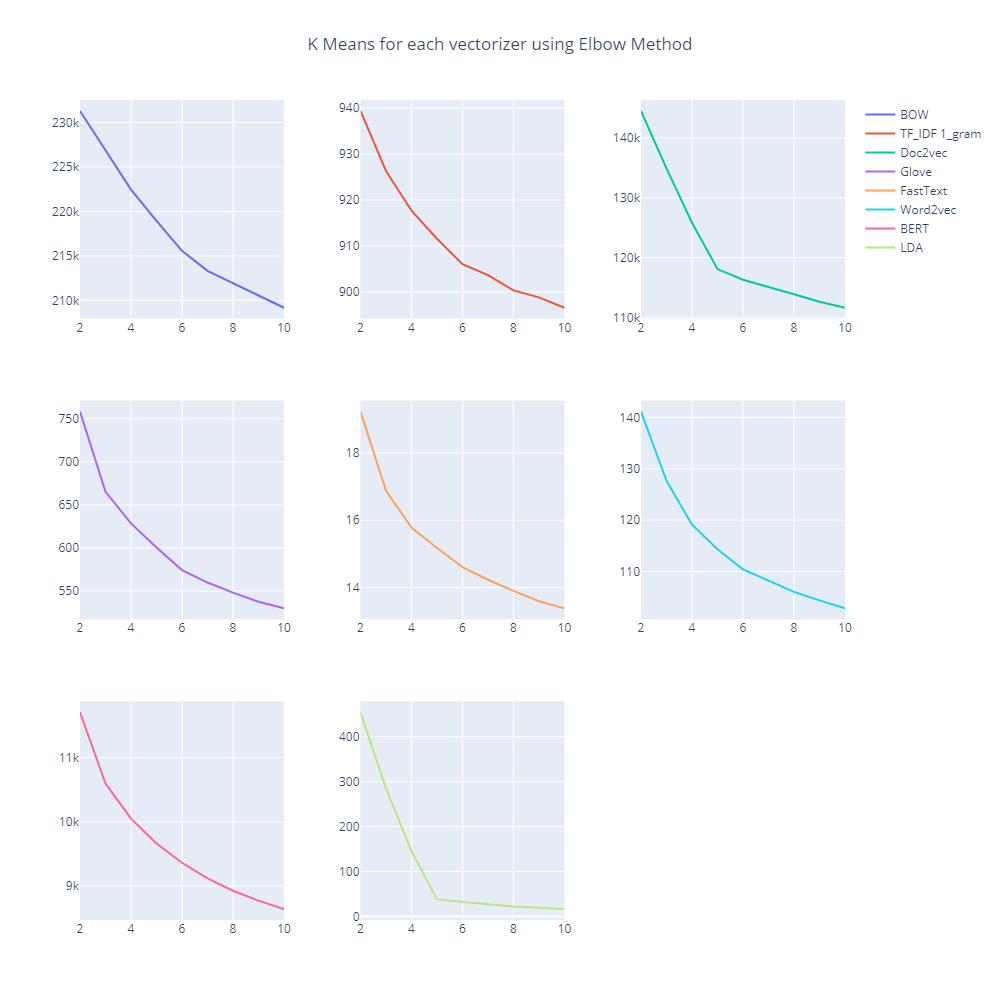 K Means for each vectorizer using Elbow Method
230k
225k
220k
215k
210k
2 4 6 8 10
940
930
920
910
900
2 4 6 8 10
140k
130k
120k
110k
2 4 6 8 10
BOW
TF_IDF 1_gram
Doc2vec
Glove
FastText
Word2vec
BERT
LDA
750
700
650
600
550
2 4 6 8 10
18
16
14
2 4 6 8 10
140
130
120
110
2 4 6 8 10
11k
10k
9k
2 4 6 8 10
400
300
200
100
0
2 4 6 8 10